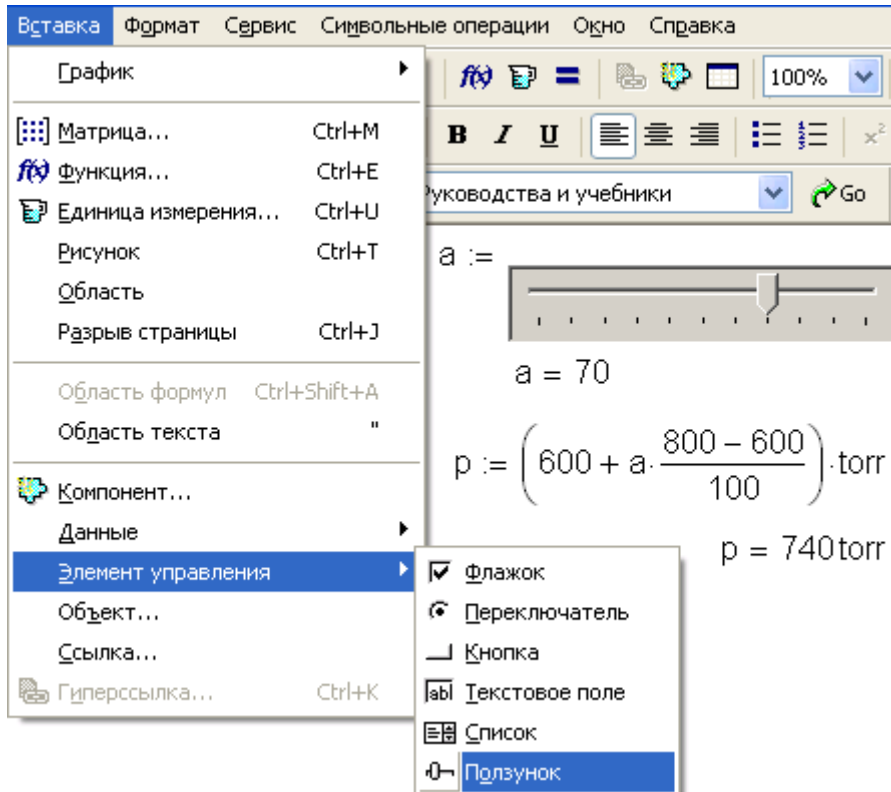 Вставка Формат Сервис Символьные операции Окно Справка
График
100%
Матрица... Ctrl+M
B I U
x²
Функция... Ctrl+E
Руководства и учебники Go
Единица измерения... Ctrl+U
Рисунок Ctrl+T
Область
Разрыв страницы Ctrl+J
Область формул Ctrl+Shift+A
Область текста "
Компонент...
Данные
Элемент управления
Объект...
Ссылка...
Гиперссылка... Ctrl+K
Флажок
Переключатель
Кнопка
Текстовое поле
Список
Ползунок
a :=
a = 70
p := (600 + a · (800 − 600)/100) · torr
p = 740 torr